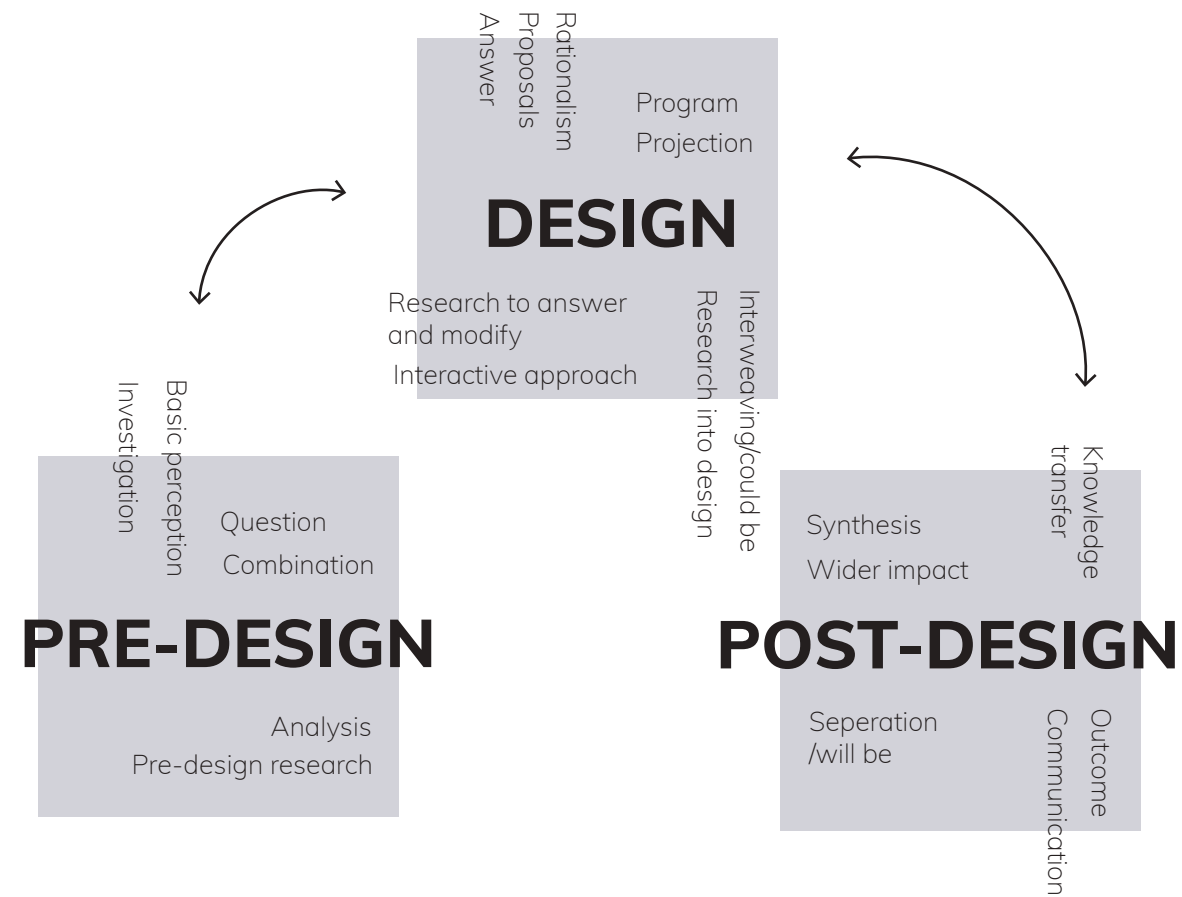 Rationalism
Proposals
Answer
Program
Projection
DESIGN
Research to answer
and modify
Interactive approach
Interweaving/could be
Research into design
Basic perception
Investigation
Question
Combination
PRE-DESIGN
Analysis
Pre-design research
Knowledge
transfer
Synthesis
Wider impact
POST-DESIGN
Seperation
/will be
Outcome
Communication